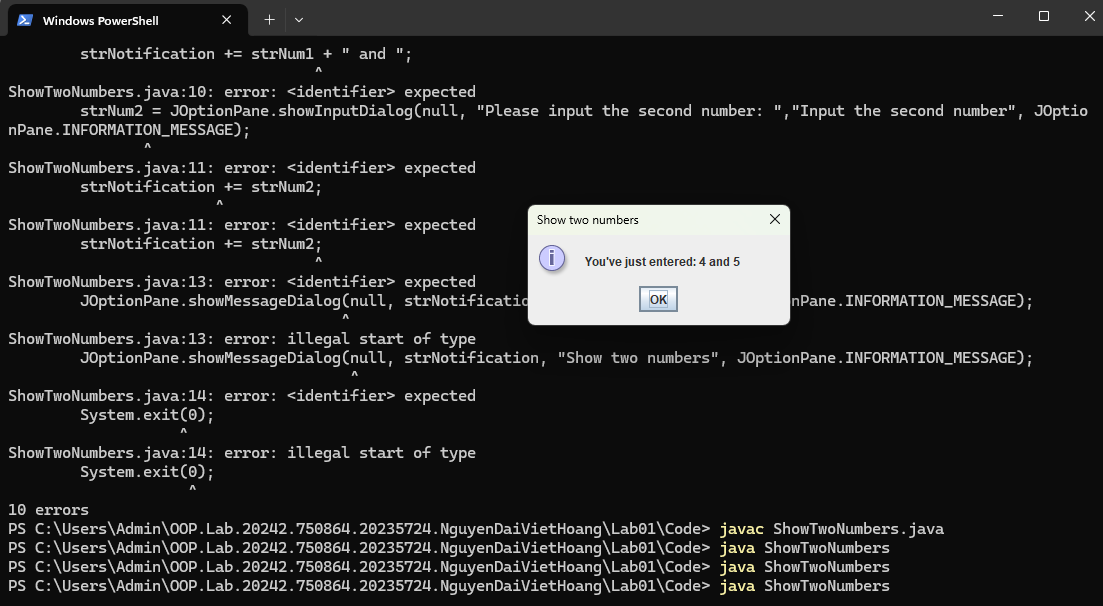 Windows PowerShell
strNotification += strNum1 + " and ";
^
ShowTwoNumbers.java:10: error: <identifier> expected
strNum2 = JOptionPane.showInputDialog(null, "Please input the second number: ","Input the second number", JOptio
nPane.INFORMATION_MESSAGE);
^
ShowTwoNumbers.java:11: error: <identifier> expected
strNotification += strNum2;
^
ShowTwoNumbers.java:11: error: <identifier> expected
strNotification += strNum2;
^
ShowTwoNumbers.java:13: error: <identifier> expected
JOptionPane.showMessageDialog(null, strNotificatio nPane.INFORMATION_MESSAGE);
^
ShowTwoNumbers.java:13: error: illegal start of type
JOptionPane.showMessageDialog(null, strNotification, "Show two numbers", JOptionPane.INFORMATION_MESSAGE);
^
ShowTwoNumbers.java:14: error: <identifier> expected
System.exit(0);
^
ShowTwoNumbers.java:14: error: illegal start of type
System.exit(0);
^
10 errors
PS C:\Users\Admin\OOP.Lab.20242.750864.20235724.NguyenDaiVietHoang\Lab01\Code> javac ShowTwoNumbers.java
PS C:\Users\Admin\OOP.Lab.20242.750864.20235724.NguyenDaiVietHoang\Lab01\Code> java ShowTwoNumbers
PS C:\Users\Admin\OOP.Lab.20242.750864.20235724.NguyenDaiVietHoang\Lab01\Code> java ShowTwoNumbers
PS C:\Users\Admin\OOP.Lab.20242.750864.20235724.NguyenDaiVietHoang\Lab01\Code> java ShowTwoNumbers
Show two numbers
You've just entered: 4 and 5
OK